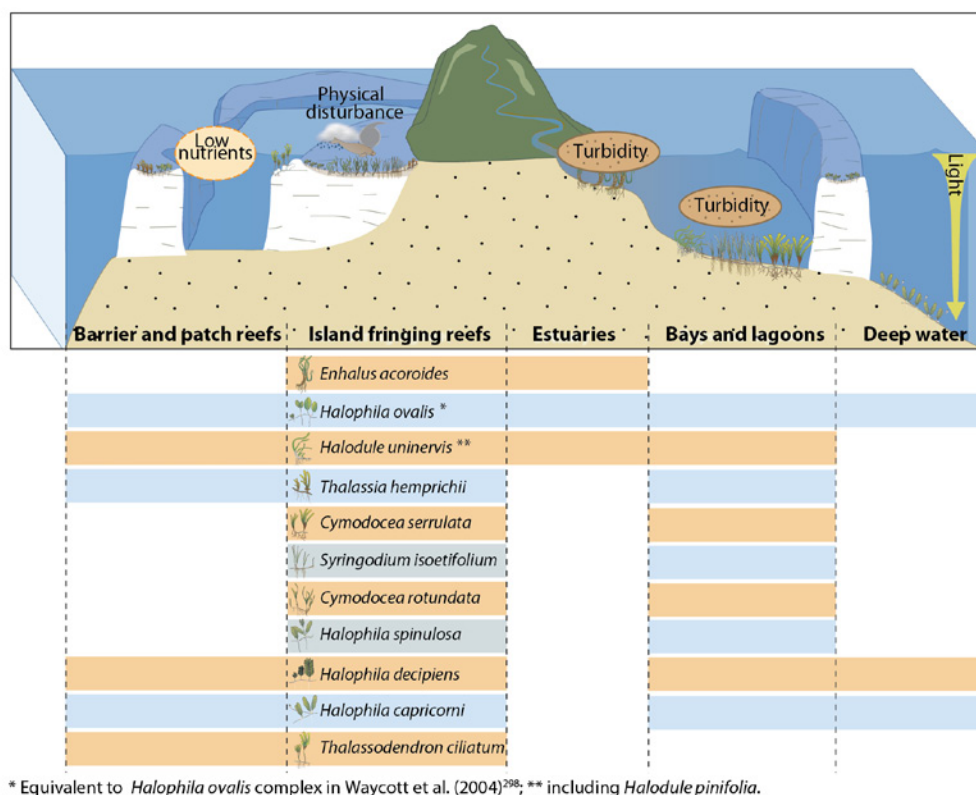 Physical
disturbance
Low
nutrients
Turbidity
Turbidity
Light
Barrier and patch reefs
Island fringing reefs
Estuaries
Bays and lagoons
Deep water
Enhalus acoroides
Halophila ovalis *
Halodule uninervis **
Thalassia hemprichii
Cymodocea serrulata
Syringodium isoetifolium
Cymodocea rotundata
Halophila spinulosa
Halophila decipiens
Halophila capricorni
Thalassodendron ciliatum
* Equivalent to Halophila ovalis complex in Waycott et al. (2004)²⁹⁸; ** including Halodule pinifolia.